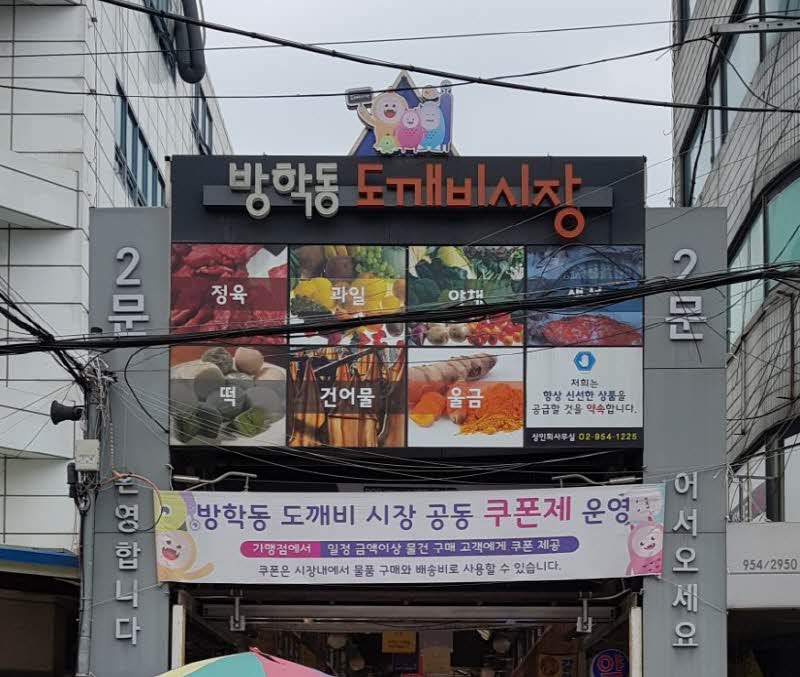 방학동 도깨비시장
2문
2문
정육
과일
야채
생선
떡
건어물
울금
저희는
항상 신선한 상품을
공급할 것을 약속합니다.
상인회사무실 02-954-1225
방학동 도깨비 시장 공동 쿠폰제 운영
가맹점에서 일정 금액이상 물건 구매 고객에게 쿠폰 제공
쿠폰은 시장내에서 물품 구매와 배송비로 사용할 수 있습니다.
환영합니다
어서오세요
954/2950